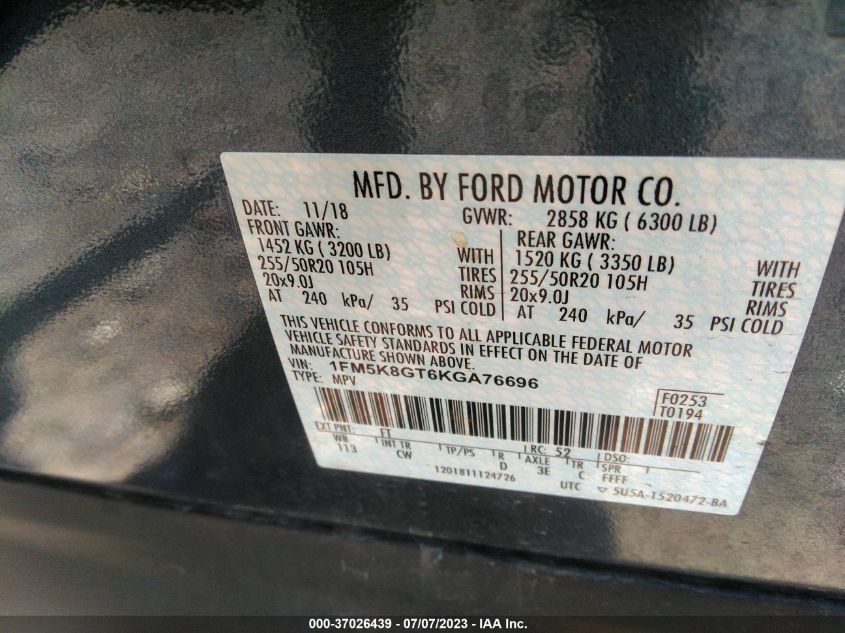 MFD. BY FORD MOTOR CO.
DATE: 11/18 GVWR: 2858 KG ( 6300 LB)
FRONT GAWR: REAR GAWR:
1452 KG ( 3200 LB) WITH 1520 KG ( 3350 LB) WITH
255/50R20 105H TIRES 255/50R20 105H TIRES
20x9.0J RIMS 20x9.0J RIMS
AT 240 kPa/ 35 PSI COLD AT 240 kPa/ 35 PSI COLD
THIS VEHICLE CONFORMS TO ALL APPLICABLE FEDERAL MOTOR
VEHICLE SAFETY STANDARDS IN EFFECT ON THE DATE OF
MANUFACTURE SHOWN ABOVE.
VIN: 1FM5K8GT6KGA76696
TYPE: MPV
F0253
T0194
EXT PNT: FT LRC: 52 DSO:
WB INT TR TP/PS R AXLE TR SPR
113 CW D 3E C FFFF
1201811124726 UTC ▽ 5U5A-1520472-BA
000-37026439 - 07/07/2023 - IAA Inc.